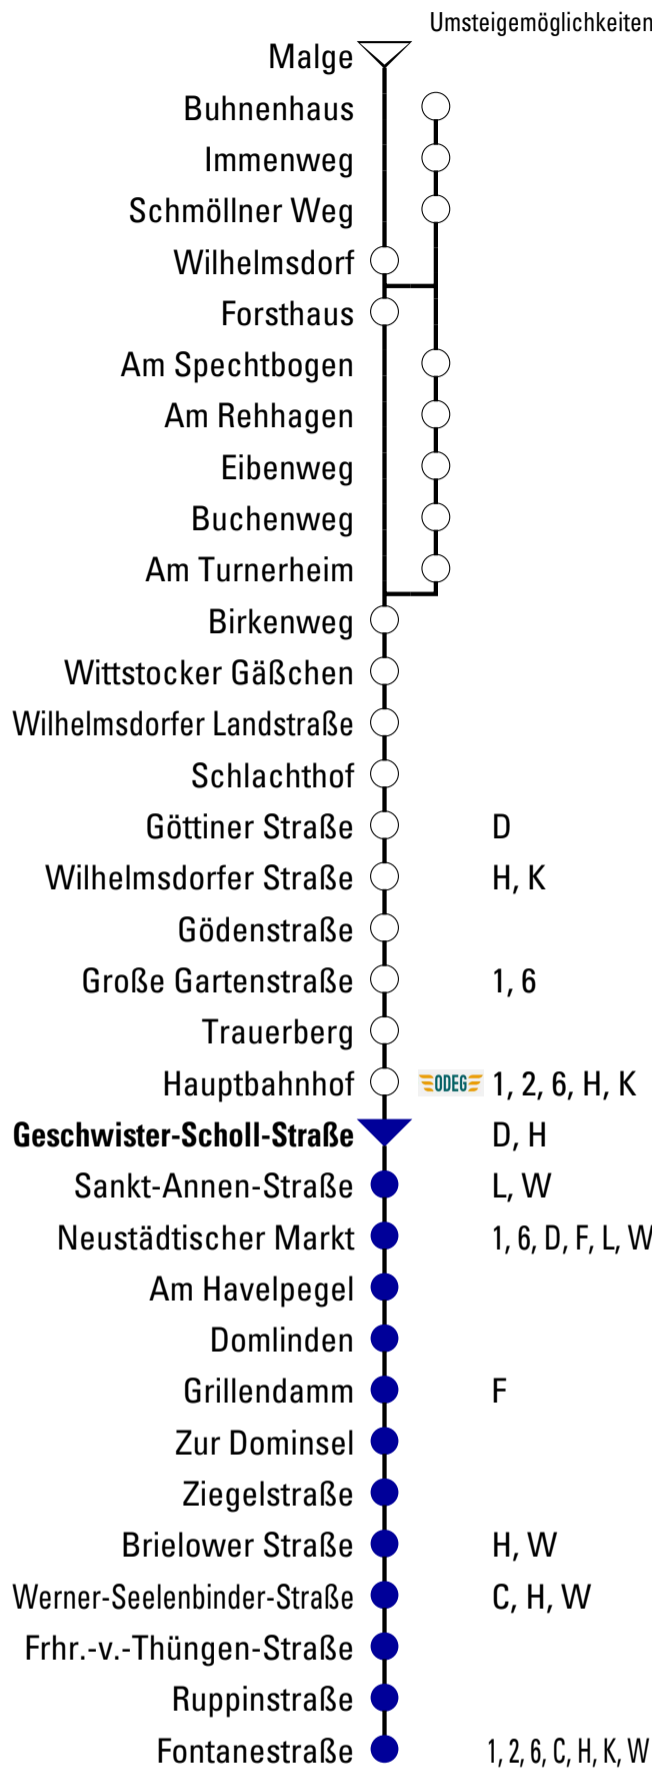 Umsteigemöglichkeiten
Malge
Buhnenhaus
Immenweg
Schmöllner Weg
Wilhelmsdorf
Forsthaus
Am Spechtbogen
Am Rehhagen
Eibenweg
Buchenweg
Am Turnerheim
Birkenweg
Wittstocker Gäßchen
Wilhelmsdorfer Landstraße
Schlachthof
Göttiner Straße D
Wilhelmsdorfer Straße H, K
Gödenstraße
Große Gartenstraße 1, 6
Trauerberg
Hauptbahnhof ODEG 1, 2, 6, H, K
Geschwister-Scholl-Straße D, H
Sankt-Annen-Straße L, W
Neustädtischer Markt 1, 6, D, F, L, W
Am Havelpegel
Domlinden
Grillendamm F
Zur Dominsel
Ziegelstraße
Brielower Straße H, W
Werner-Seelenbinder-Straße C, H, W
Frhr.-v.-Thüngen-Straße
Ruppinstraße
Fontanestraße 1, 2, 6, C, H, K, W